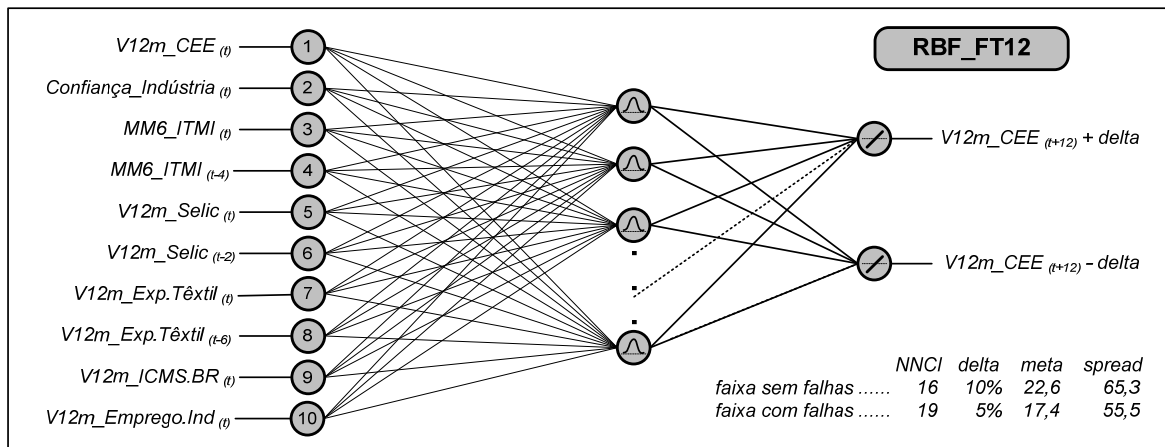 RBF_FT12
V12m_CEE (t) 1
Confiança_Indústria (t) 2
MM6_ITMI (t) 3
MM6_ITMI (t-4) 4
V12m_Selic (t) 5
V12m_Selic (t-2) 6
V12m_Exp.Têxtil (t) 7
V12m_Exp.Têxtil (t-6) 8
V12m_ICMS.BR (t) 9
V12m_Emprego.Ind (t) 10
V12m_CEE (t+12) + delta
V12m_CEE (t+12) - delta
NNCI delta meta spread
faixa sem falhas ...... 16 10% 22,6 65,3
faixa com falhas ...... 19 5% 17,4 55,5